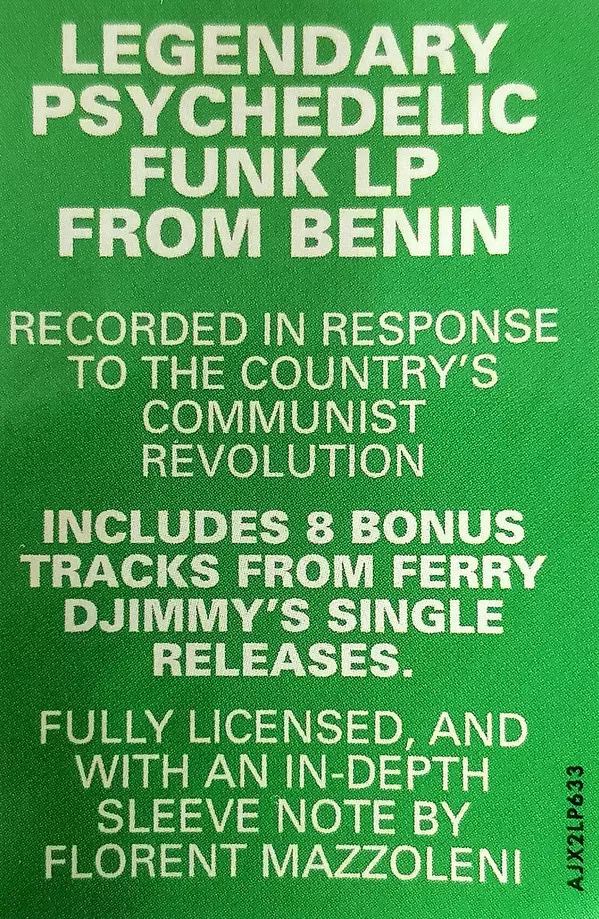 LEGENDARY
PSYCHEDELIC
FUNK LP
FROM BENIN
RECORDED IN RESPONSE
TO THE COUNTRY'S
COMMUNIST
REVOLUTION
INCLUDES 8 BONUS
TRACKS FROM FERRY
DJIMMY'S SINGLE
RELEASES.
FULLY LICENSED, AND
WITH AN IN-DEPTH
SLEEVE NOTE BY
FLORENT MAZZOLENI
AJX2LP633